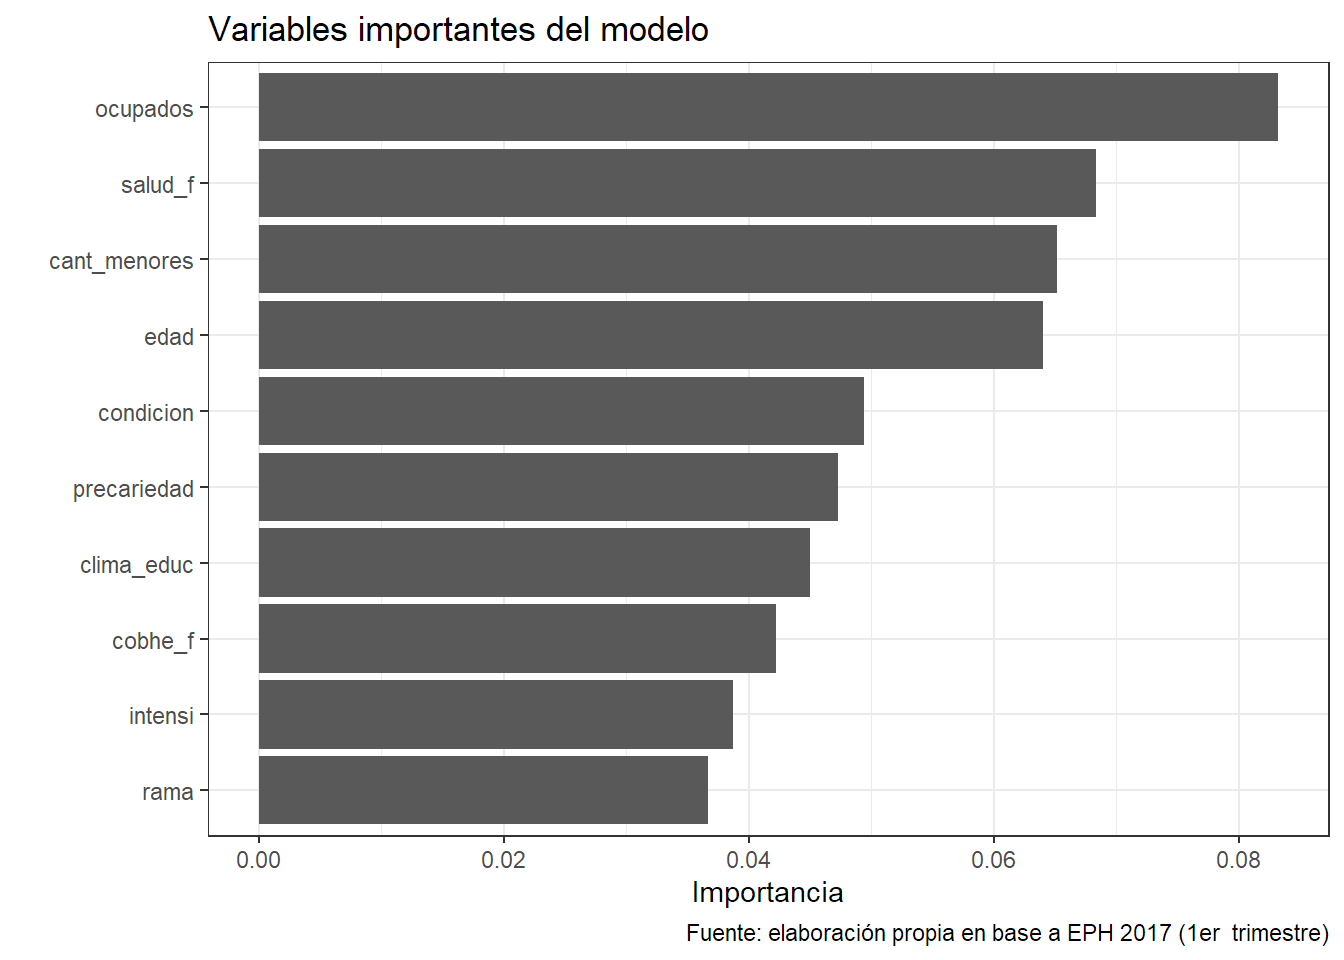 Variables importantes del modelo
ocupados
salud_f
cant_menores
edad
condicion
precariedad
clima_educ
cobhe_f
intensi
rama
0.00 0.02 0.04 0.06 0.08
Importancia
Fuente: elaboración propia en base a EPH 2017 (1er  trimestre)